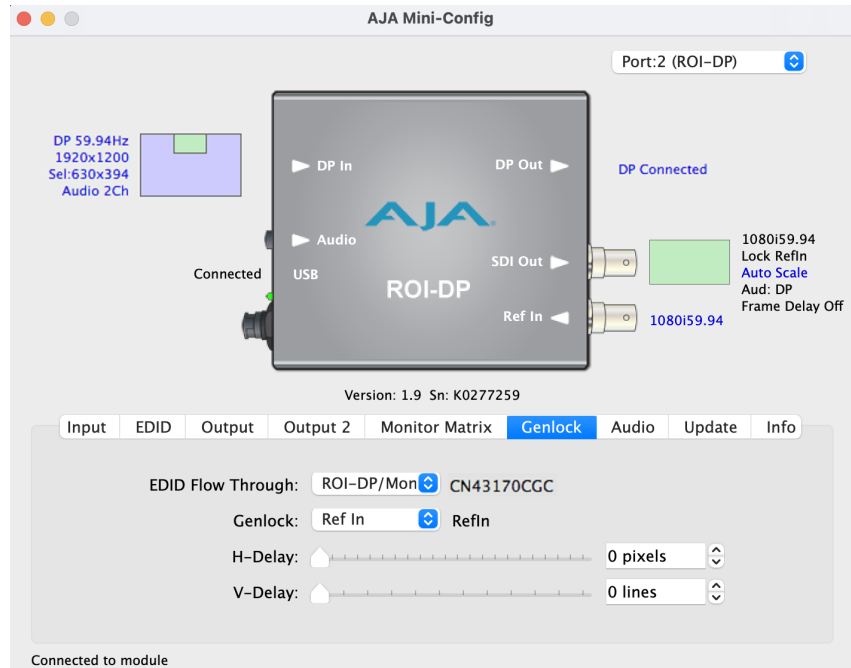 AJA Mini-Config
Port:2 (ROI-DP)
DP 59.94Hz
1920x1200
Sel:630x394
Audio 2Ch
DP In
DP Out
DP Connected
AJA
Audio
Connected
USB
ROI-DP
SDI Out
1080i59.94
Lock RefIn
Auto Scale
Aud: DP
Frame Delay Off
Ref In
1080i59.94
Version: 1.9 Sn: K0277259
Input EDID Output Output 2 Monitor Matrix Genlock Audio Update Info
EDID Flow Through: ROI-DP/Mon CN43170CGC
Genlock: Ref In RefIn
H-Delay: 0 pixels
V-Delay: 0 lines
Connected to module